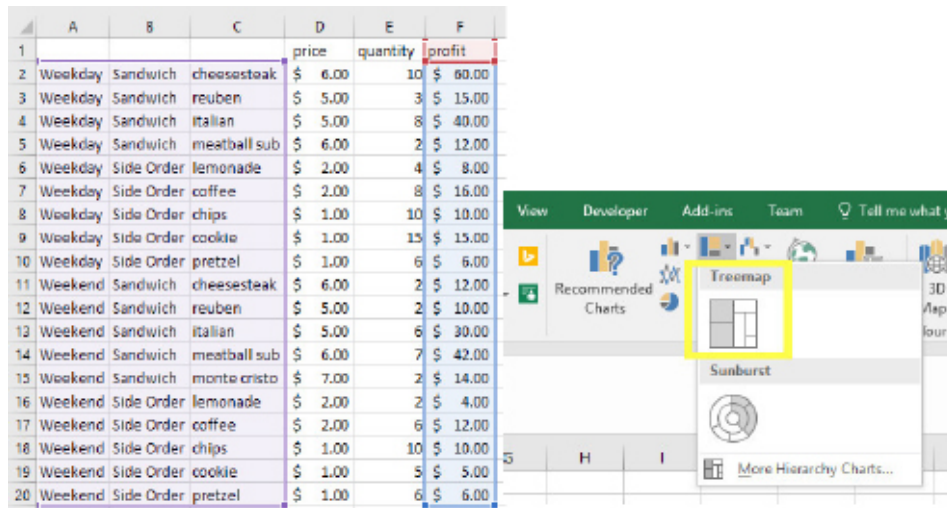 A B C D E F
1 price quantity profit
2 Weekday Sandwich cheesesteak $ 6.00 10 $ 60.00
3 Weekday Sandwich reuben $ 5.00 3 $ 15.00
4 Weekday Sandwich italian $ 5.00 8 $ 40.00
5 Weekday Sandwich meatball sub $ 6.00 2 $ 12.00
6 Weekday Side Order lemonade $ 2.00 4 $ 8.00
7 Weekday Side Order coffee $ 2.00 8 $ 16.00
8 Weekday Side Order chips $ 1.00 10 $ 10.00
9 Weekday Side Order cookie $ 1.00 15 $ 15.00
10 Weekday Side Order pretzel $ 1.00 6 $ 6.00
11 Weekend Sandwich cheesesteak $ 6.00 2 $ 12.00
12 Weekend Sandwich reuben $ 5.00 2 $ 10.00
13 Weekend Sandwich italian $ 5.00 6 $ 30.00
14 Weekend Sandwich meatball sub $ 6.00 7 $ 42.00
15 Weekend Sandwich monte cristo $ 7.00 2 $ 14.00
16 Weekend Side Order lemonade $ 2.00 2 $ 4.00
17 Weekend Side Order coffee $ 2.00 6 $ 12.00
18 Weekend Side Order chips $ 1.00 10 $ 10.00
19 Weekend Side Order cookie $ 1.00 5 $ 5.00
20 Weekend Side Order pretzel $ 1.00 6 $ 6.00
View Developer Add-ins Team Tell me what
Recommended
Charts
3D
Treemap
Sunburst
More Hierarchy Charts...
H I